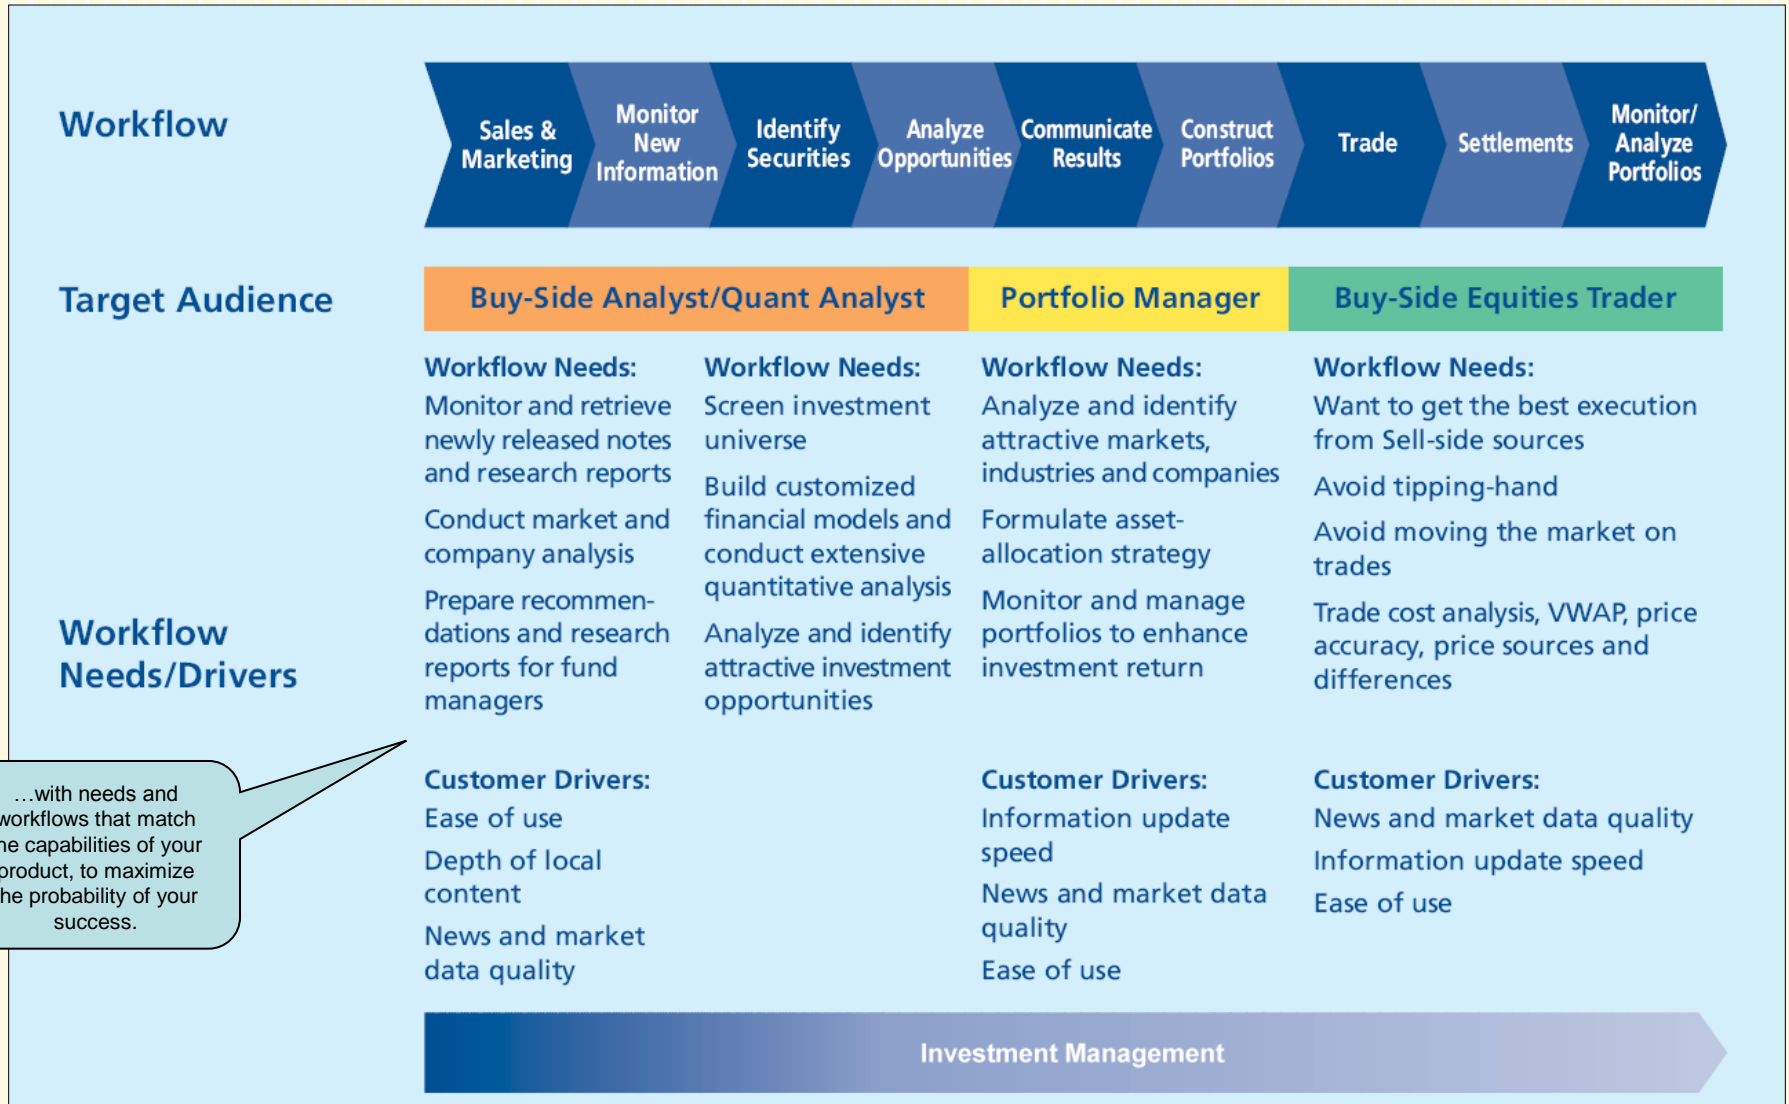 Workflow
Sales &
Marketing
Monitor
New
Information
Identify
Securities
Analyze
Opportunities
Communicate
Results
Construct
Portfolios
Trade
Settlements
Monitor/
Analyze
Portfolios
Target Audience
Buy-Side Analyst/Quant Analyst
Portfolio Manager
Buy-Side Equities Trader
Workflow
Needs/Drivers
Workflow Needs:
Monitor and retrieve
newly released notes
and research reports
Conduct market and
company analysis
Prepare recommen-
dations and research
reports for fund
managers
Workflow Needs:
Screen investment
universe
Build customized
financial models and
conduct extensive
quantitative analysis
Analyze and identify
attractive investment
opportunities
Workflow Needs:
Analyze and identify
attractive markets,
industries and companies
Formulate asset-
allocation strategy
Monitor and manage
portfolios to enhance
investment return
Workflow Needs:
Want to get the best execution
from Sell-side sources
Avoid tipping-hand
Avoid moving the market on
trades
Trade cost analysis, VWAP, price
accuracy, price sources and
differences
…with needs and
workflows that match
he capabilities of your
product, to maximize
he probability of your
success.
Customer Drivers:
Ease of use
Depth of local
content
News and market
data quality
Customer Drivers:
Information update
speed
News and market data
quality
Ease of use
Customer Drivers:
News and market data quality
Information update speed
Ease of use
Investment Management